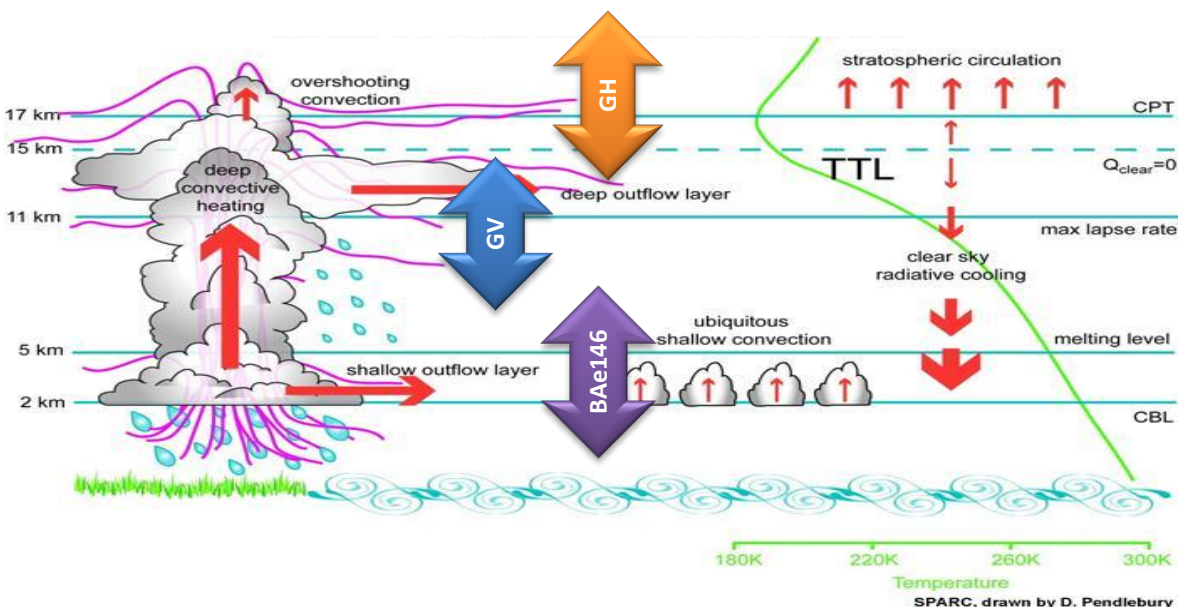 GH
stratospheric circulation
overshooting
convection
CPT
17 km
15 km
deep
convective
heating
TTL
Q clear=0
deep outflow layer
GV
11 km
max lapse rate
clear sky
radiative cooling
BAe146
ubiquitous
shallow convection
melting level
5 km
shallow outflow layer
2 km
CBL
180K
220K
260K
300K
Temperature
SPARC, drawn by D. Pendlebury